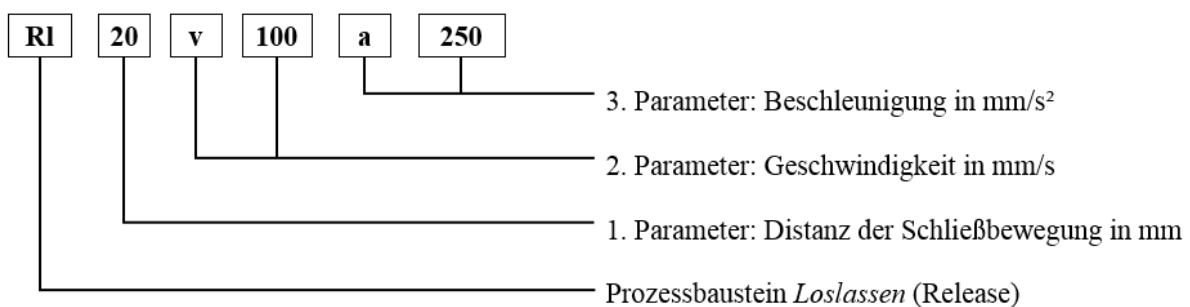 Rl 20 v 100 a 250
3. Parameter: Beschleunigung in mm/s²
2. Parameter: Geschwindigkeit in mm/s
1. Parameter: Distanz der Schließbewegung in mm
Prozessbaustein Loslassen (Release)